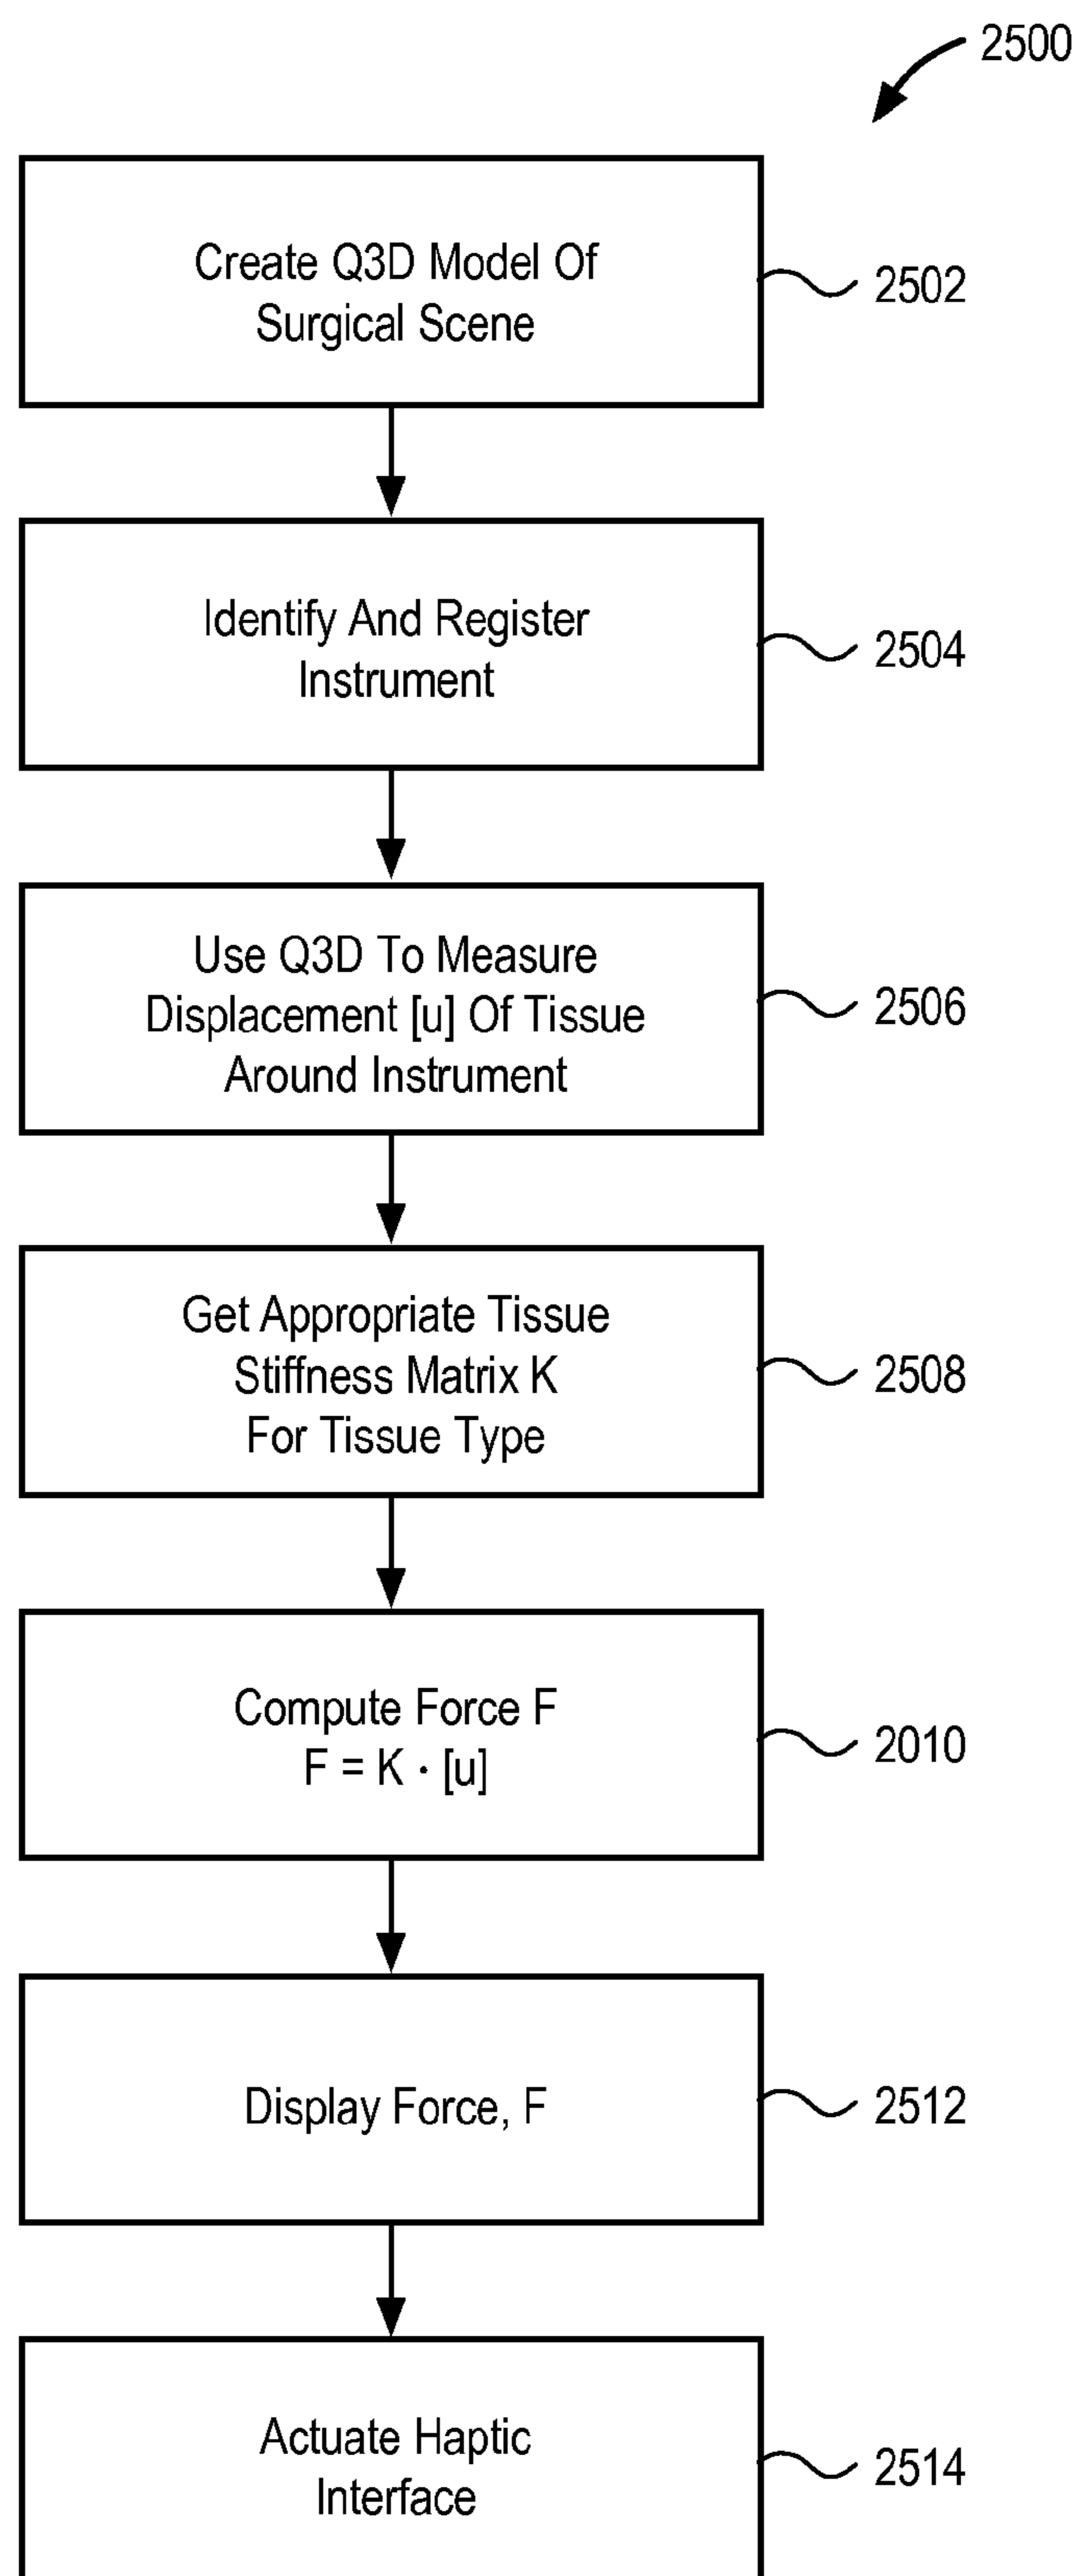 2500
Create Q3D Model Of
Surgical Scene
2502
Identify And Register
Instrument
2504
Use Q3D To Measure
Displacement [u] Of Tissue
Around Instrument
2506
Get Appropriate Tissue
Stiffness Matrix K
For Tissue Type
2508
Compute Force F
F = K · [u]
2010
Display Force, F
2512
Actuate Haptic
Interface
2514